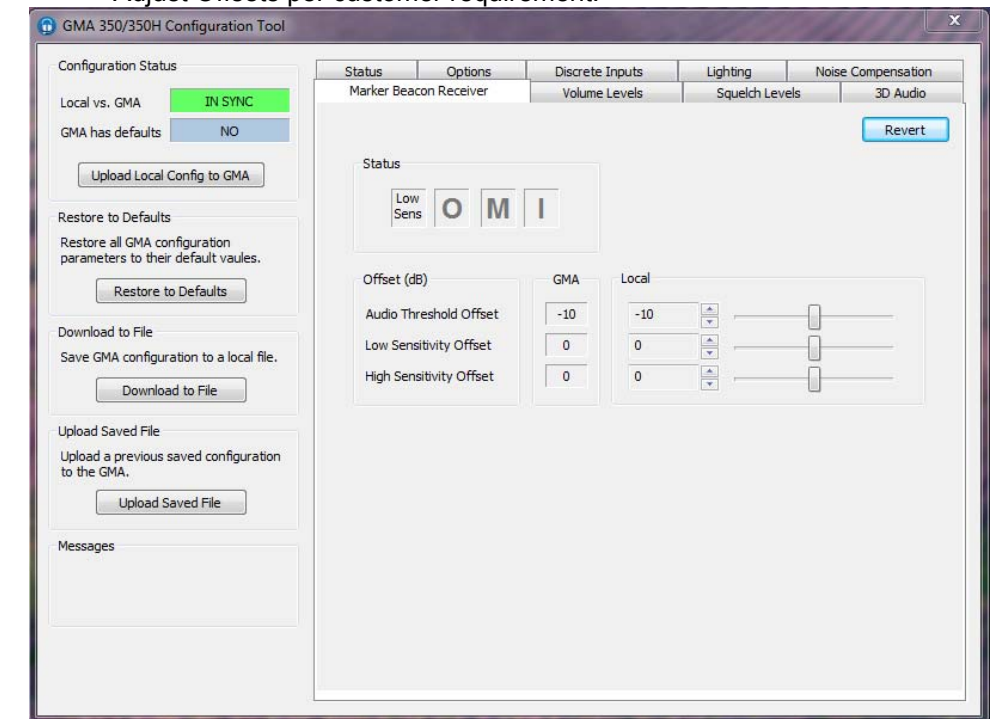 Adjust Offsets per customer requirement.
GMA 350/350H Configuration Tool
x
Configuration Status
Local vs. GMA IN SYNC
GMA has defaults NO
Upload Local Config to GMA
Restore to Defaults
Restore all GMA configuration
parameters to their default vaules.
Restore to Defaults
Download to File
Save GMA configuration to a local file.
Download to File
Upload Saved File
Upload a previous saved configuration
to the GMA.
Upload Saved File
Messages
Status Options Discrete Inputs Lighting Noise Compensation
Marker Beacon Receiver Volume Levels Squelch Levels 3D Audio
Revert
Status
Low
Sens O M I
Offset (dB) GMA Local
Audio Threshold Offset -10 -10
Low Sensitivity Offset 0 0
High Sensitivity Offset 0 0